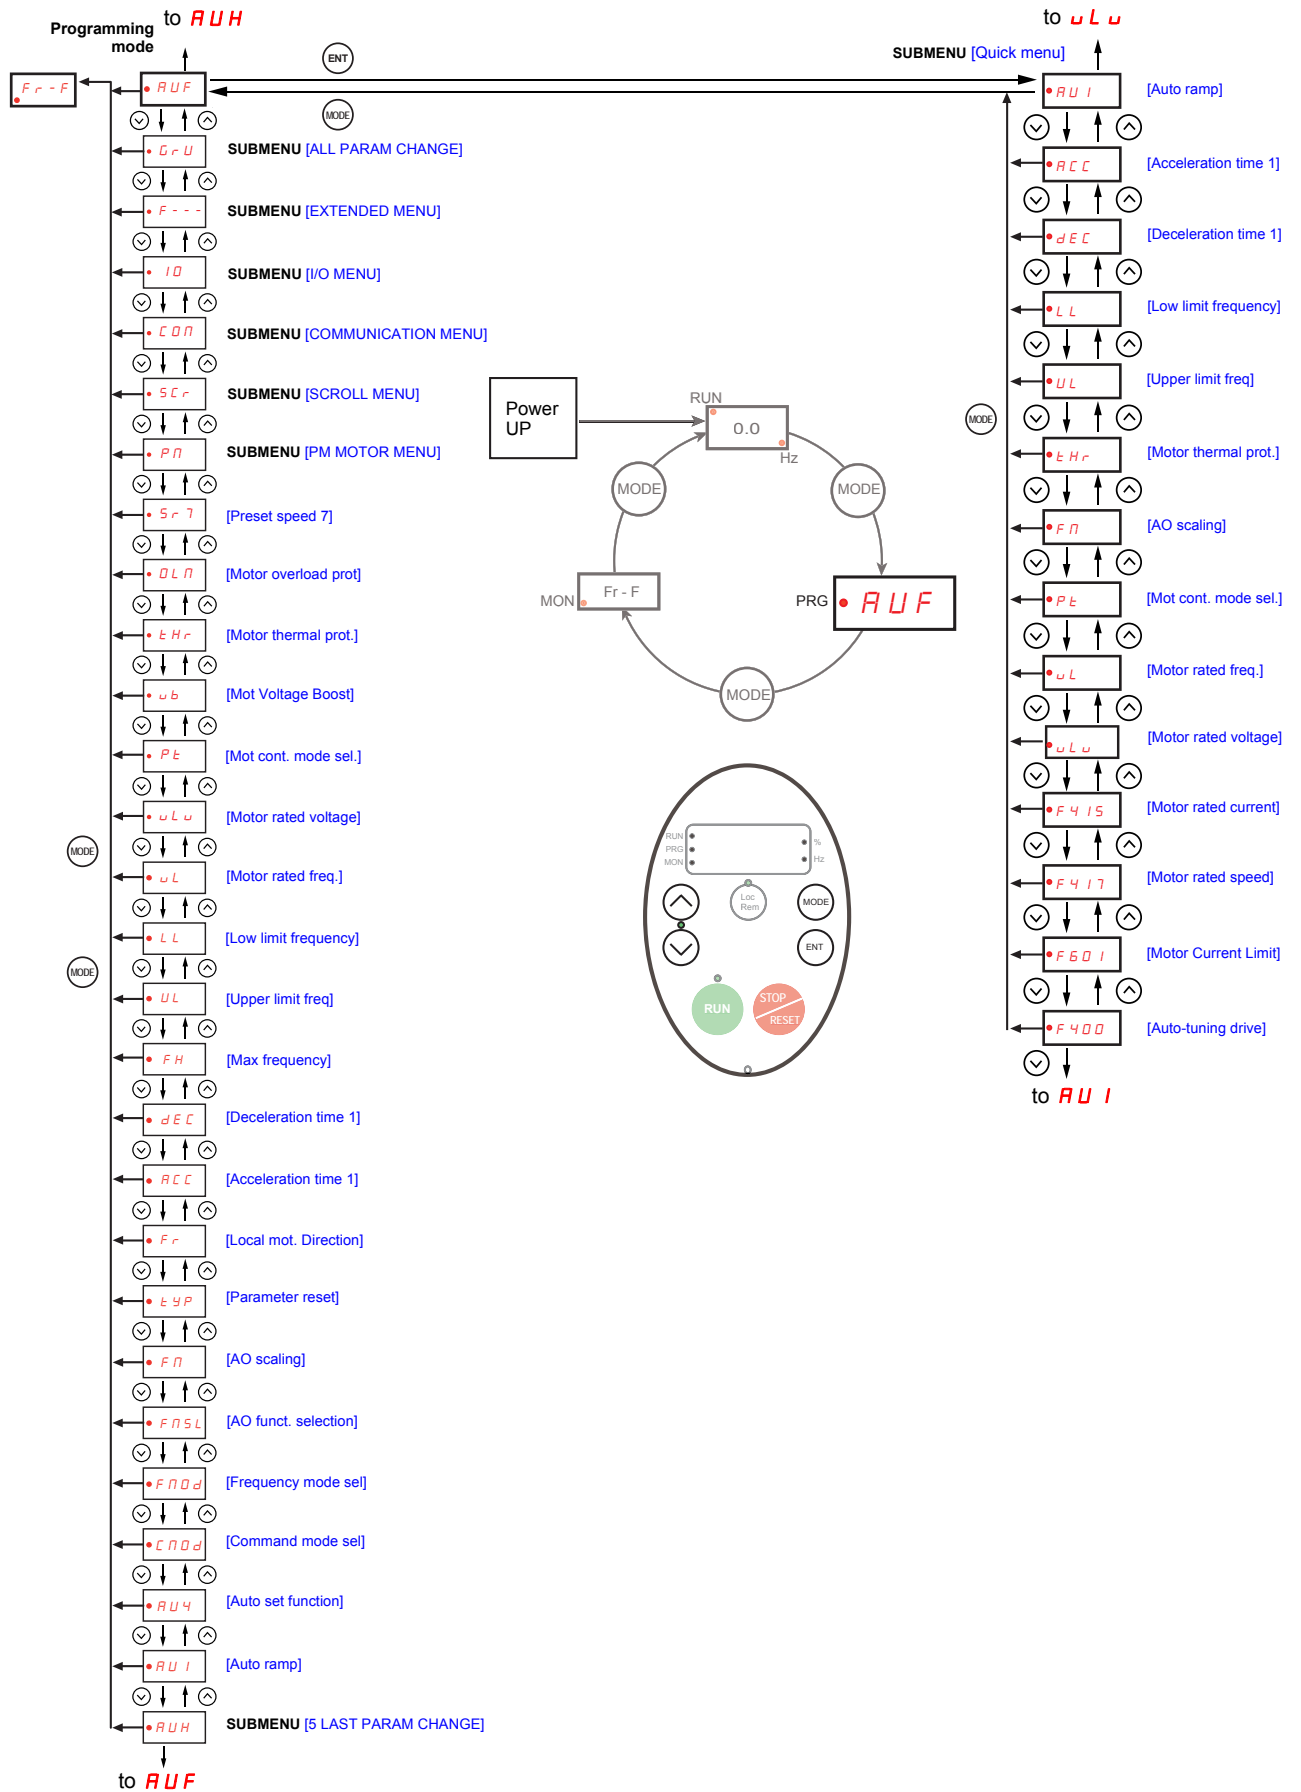 to AUH
Programming
mode
Fr-F
AUF
ENT
MODE
GrU
SUBMENU [ALL PARAM CHANGE]
F---
SUBMENU [EXTENDED MENU]
IO
SUBMENU [I/O MENU]
COM
SUBMENU [COMMUNICATION MENU]
SCr
SUBMENU [SCROLL MENU]
PM
SUBMENU [PM MOTOR MENU]
Sr7
[Preset speed 7]
OLM
[Motor overload prot]
tHr
[Motor thermal prot.]
ub
[Mot Voltage Boost]
Pt
[Mot cont. mode sel.]
uLu
[Motor rated voltage]
MODE
uL
[Motor rated freq.]
LL
[Low limit frequency]
MODE
UL
[Upper limit freq]
FH
[Max frequency]
dEC
[Deceleration time 1]
ACC
[Acceleration time 1]
Fr
[Local mot. Direction]
tYP
[Parameter reset]
FM
[AO scaling]
FMSL
[AO funct. selection]
FMOd
[Frequency mode sel]
CMOd
[Command mode sel]
AU4
[Auto set function]
AU1
[Auto ramp]
AUH
SUBMENU [5 LAST PARAM CHANGE]
to AUF
Power
UP
RUN
0.0
Hz
MODE
MODE
MON
Fr - F
PRG
AUF
MODE
RUN
PRG
MON
%
Hz
Loc
Rem
MODE
ENT
RUN
STOP
RESET
to uLu
SUBMENU [Quick menu]
AU1
[Auto ramp]
ACC
[Acceleration time 1]
dEC
[Deceleration time 1]
LL
[Low limit frequency]
UL
[Upper limit freq]
MODE
tHr
[Motor thermal prot.]
FM
[AO scaling]
Pt
[Mot cont. mode sel.]
uL
[Motor rated freq.]
uLu
[Motor rated voltage]
F415
[Motor rated current]
F417
[Motor rated speed]
F601
[Motor Current Limit]
F400
[Auto-tuning drive]
to AU1